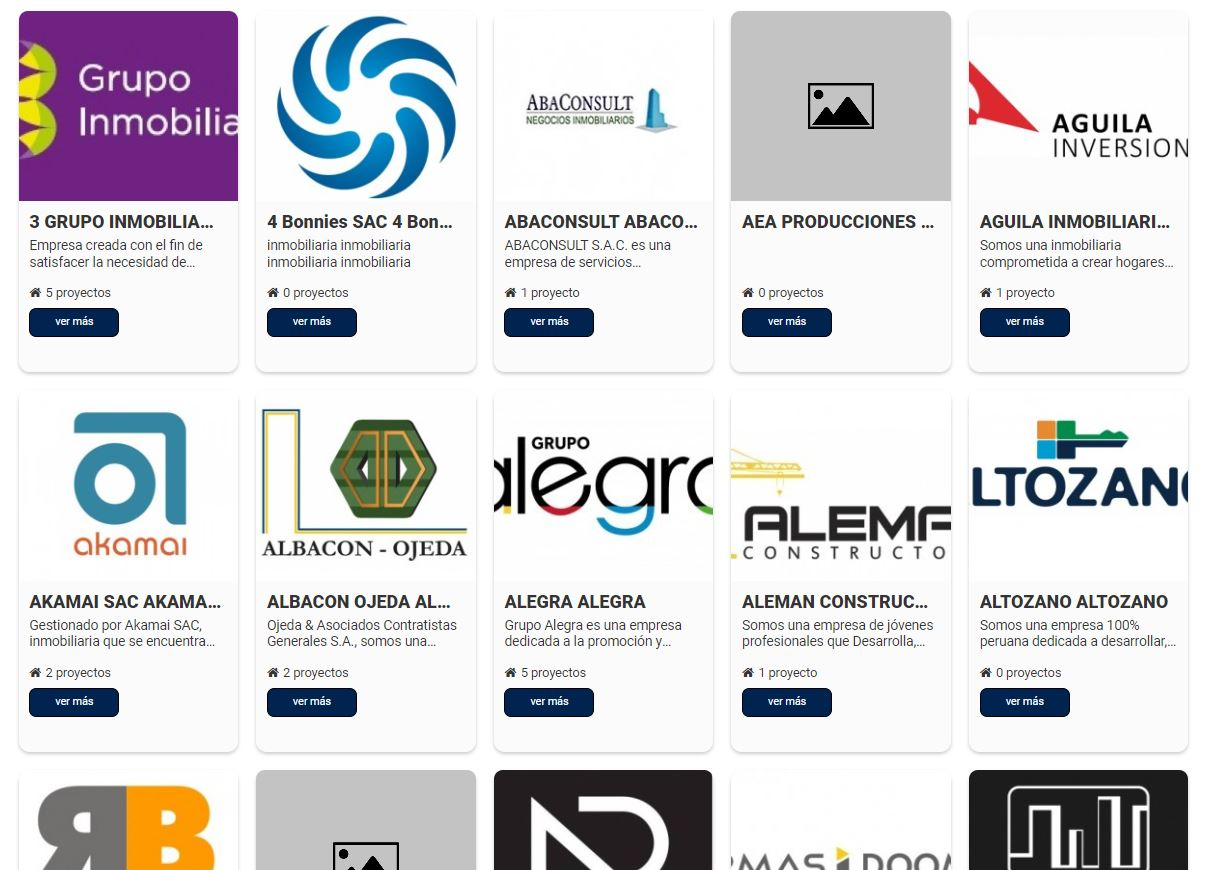 Grupo
Inmobilia
ABACONSULT
NEGOCIOS INMOBILIARIOS
AGUILA
INVERSION
3 GRUPO INMOBILIA...
Empresa creada con el fin de
satisfacer la necesidad de...
5 proyectos
ver más
4 Bonnies SAC 4 Bon...
inmobiliaria inmobiliaria
inmobiliaria inmobiliaria
0 proyectos
ver más
ABACONSULT ABACO...
ABACONSULT S.A.C. es una
empresa de servicios...
1 proyecto
ver más
AEA PRODUCCIONES ...
0 proyectos
ver más
AGUILA INMOBILIARI...
Somos una inmobiliaria
comprometida a crear hogares...
1 proyecto
ver más
akamai
ALBACON - OJEDA
GRUPO
alegra
ALEMA
CONSTRUCTO
LTOZANO
AKAMAI SAC AKAMA...
Gestionado por Akamai SAC,
inmobiliaria que se encuentra...
2 proyectos
ver más
ALBACON OJEDA AL...
Ojeda & Asociados Contratistas
Generales S.A., somos una...
2 proyectos
ver más
ALEGRA ALEGRA
Grupo Alegra es una empresa
dedicada a la promoción y...
5 proyectos
ver más
ALEMAN CONSTRUC...
Somos una empresa de jóvenes
profesionales que Desarrolla,...
1 proyecto
ver más
ALTOZANO ALTOZANO
Somos una empresa 100%
peruana dedicada a desarrollar,...
0 proyectos
ver más
RB